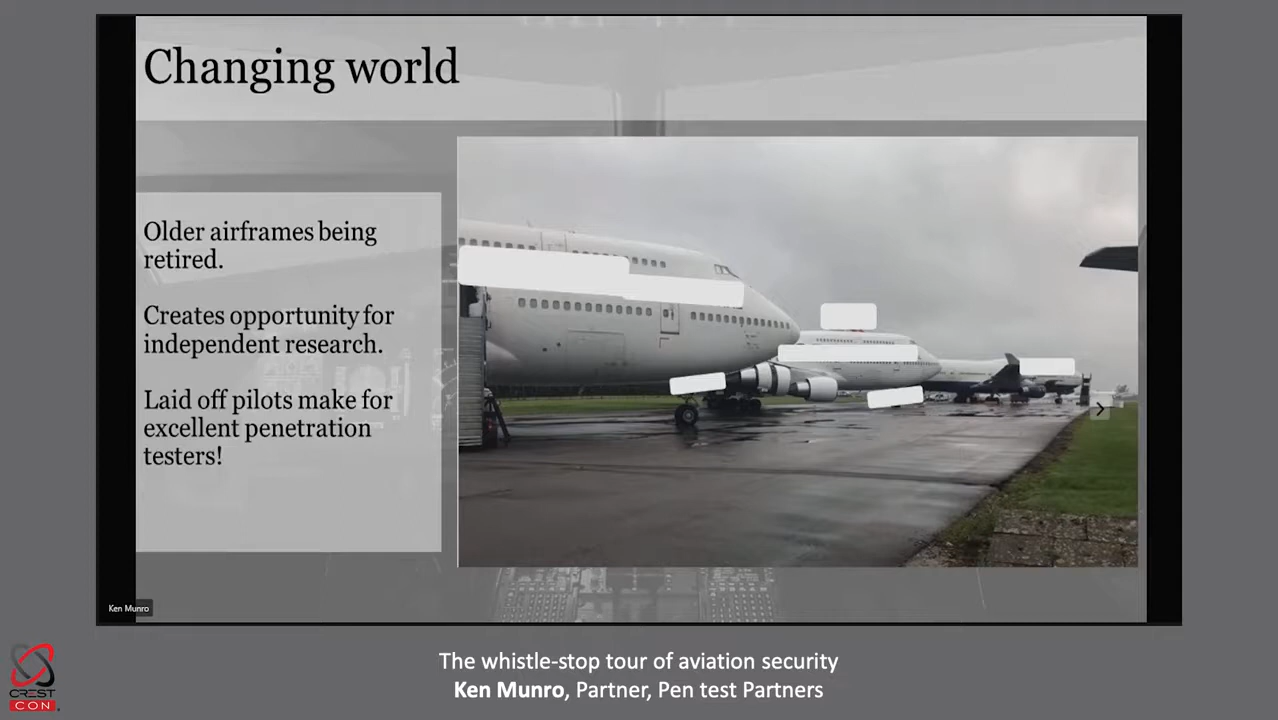 Changing world
Older airframes being
retired.
Creates opportunity for
independent research.
Laid off pilots make for
excellent penetration
testers!
Ken Munro
The whistle-stop tour of aviation security
Ken Munro, Partner, Pen test Partners
CREST
CON.